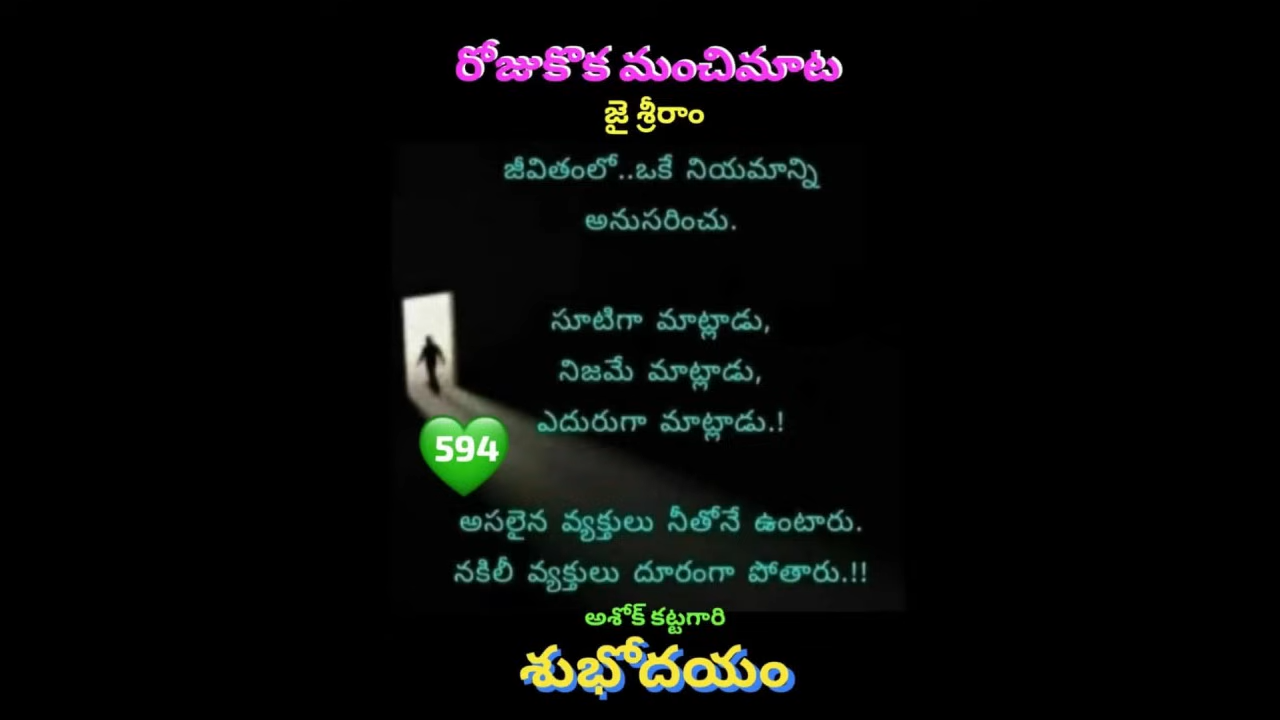 రోజుకొక మంచిమాట
జై శ్రీరాం
జీవితంలో..ఒకే నియమాన్ని
అనుసరించు.
సూటిగా మాట్లాడు,
నిజమే మాట్లాడు,
ఎదురుగా మాట్లాడు.!
594
అసలైన వ్యక్తులు నీతోనే ఉంటారు.
నకిలీ వ్యక్తులు దూరంగా పోతారు.!!
అశోక్ కట్టగారి
శుభోదయం